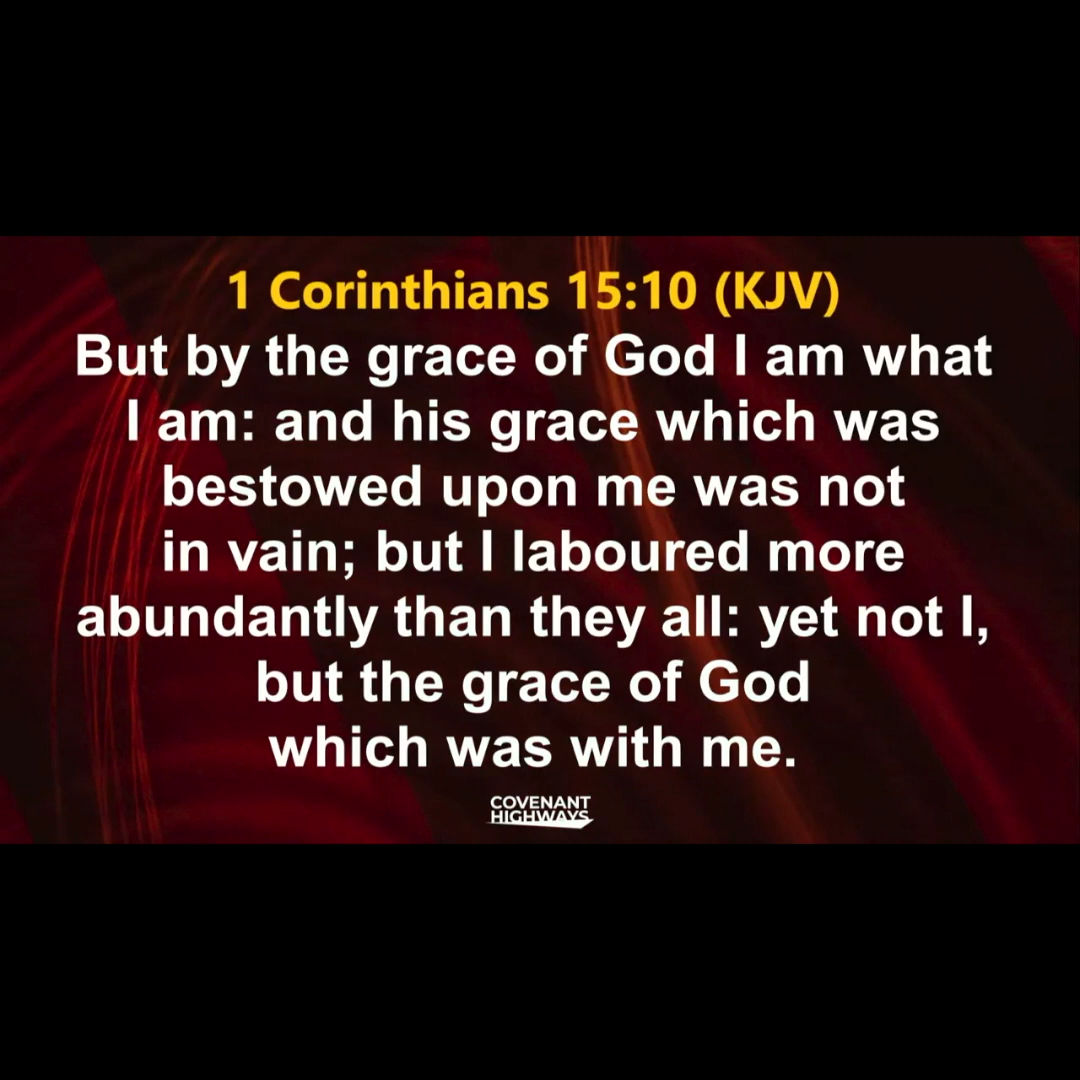 1 Corinthians 15:10 (KJV)
But by the grace of God I am what
I am: and his grace which was
bestowed upon me was not
in vain; but I laboured more
abundantly than they all: yet not I,
but the grace of God
which was with me.
COVENANT
HIGHWAYS